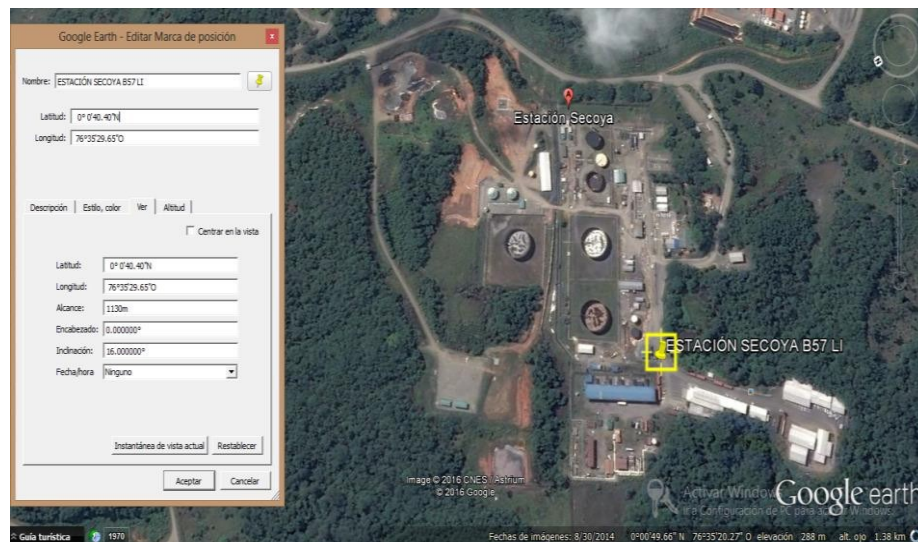 Google Earth - Editar Marca de posición
x
Nombre: ESTACIÓN SECOYA B57 LI
Latitud: 0° 0'40.40"N
Longitud: 76°35'29.65"O
Descripción Estilo, color Ver Altitud
Centrar en la vista
Latitud: 0° 0'40.40"N
Longitud: 76°35'29.65"O
Alcance: 1130m
Encabezado: 0.000000°
Inclinación: 16.000000°
Fecha/hora Ninguno
Instantánea de vista actual Restablecer
Aceptar Cancelar
A
Estación Secoya
ESTACIÓN SECOYA B57 LI
Image © 2016 CNES / Astrium
© 2016 Google
Activar Windows
Ir a Configuración de PC para activar Windows.
Google earth
Guía turística 1970
Fechas de imágenes: 8/30/2014 0°00'49.66" N 76°35'20.27" O elevación 288 m alt. ojo 1.38 km